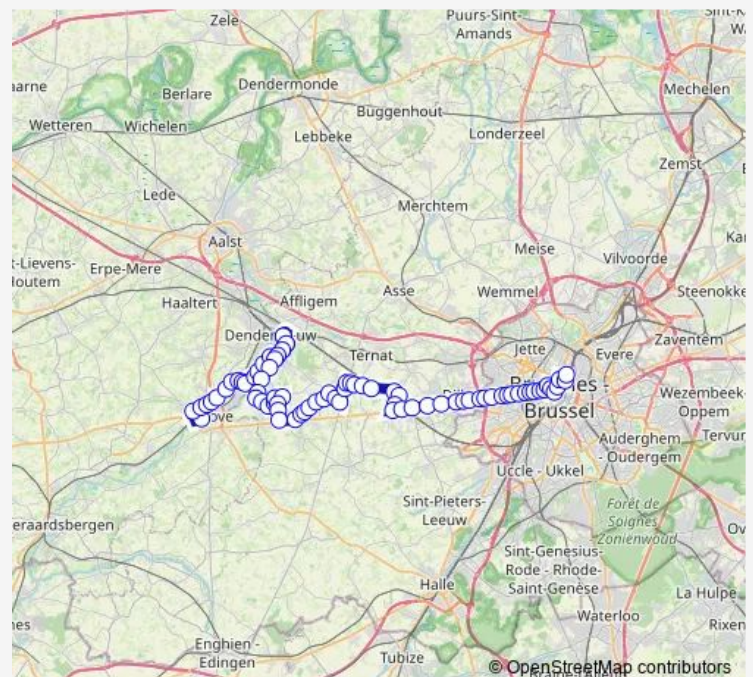 Zele
Puurs-Sint-
Amands
Dendermonde
Mechelen
Berlare
Buggenhout
Wetteren
Wichelen
Lebbeke
Londerzeel
Zemst
Lede
Merchtem
Aalst
Meise
Vilvoorde
t-Lievens-
Houtem
Erpe-Mere
Asse
Wemmel
Steenokke
Haaltert
Affligem
Zaventem
Jette
Evere
Ternat
Wezembeek-
Oppem
Brussel
Auderghem
- Oudergem
Tervur
Uccle - Ukkel
Sint-Pieters-
Leeuw
Forêt de
Soignes
- Zonienwoud
eraardsbergen
Sint-Genesius-
Rode - Rhode-
Saint-Genèse
Halle
La Hulpe
Waterloo
Rixen
Enghien -
Edingen
Tubize
© OpenStreetMap contributors